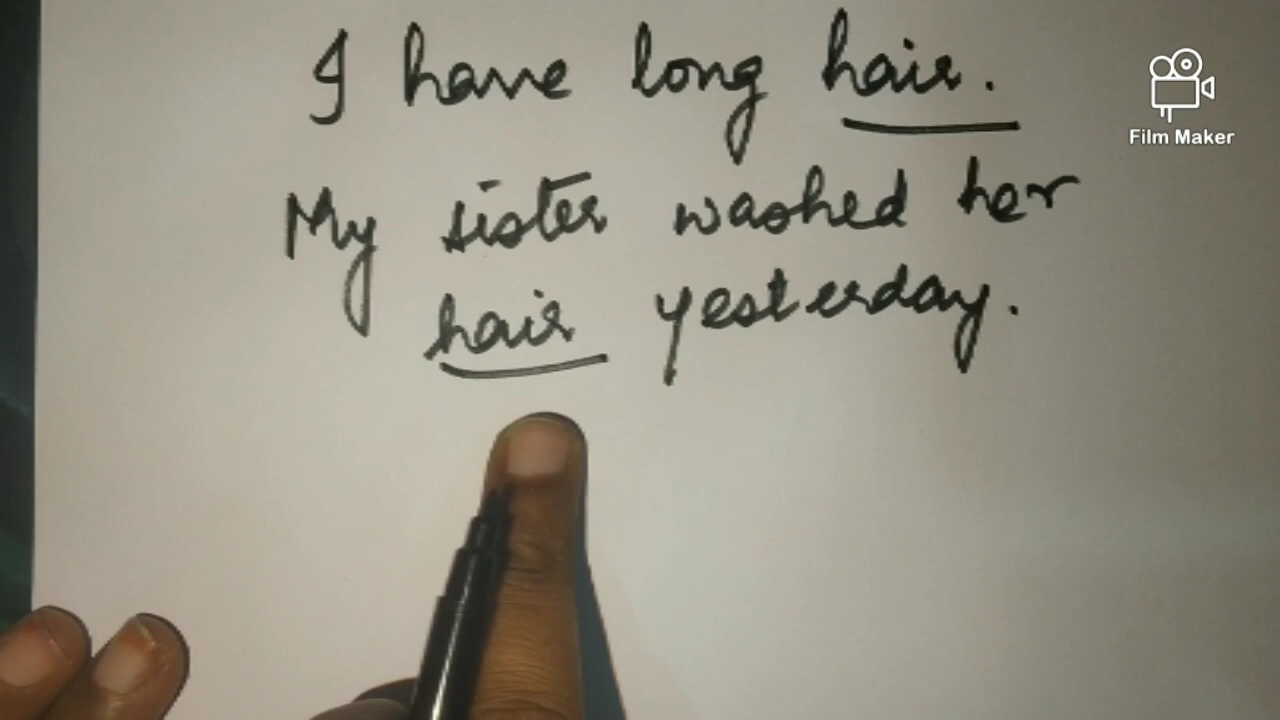 I have long hair.
Film Maker
My sister washed her
hair yesterday.